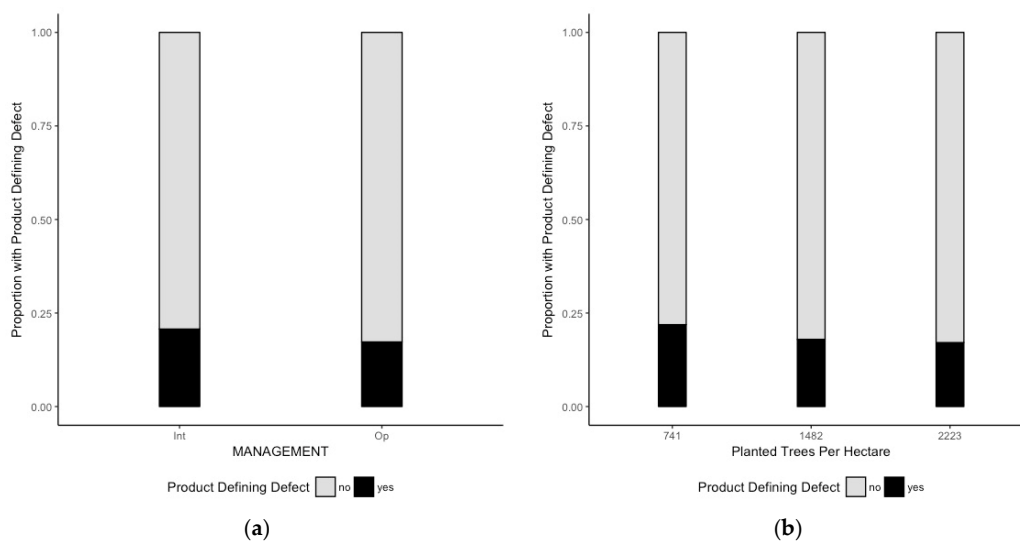 Proportion with Product Defining Defect
1.00
0.75
0.50
0.25
0.00
Int Op
MANAGEMENT
Product Defining Defect no yes
(a)
Proportion with Product Defining Defect
1.00
0.75
0.50
0.25
0.00
741 1482 2223
Planted Trees Per Hectare
Product Defining Defect no yes
(b)